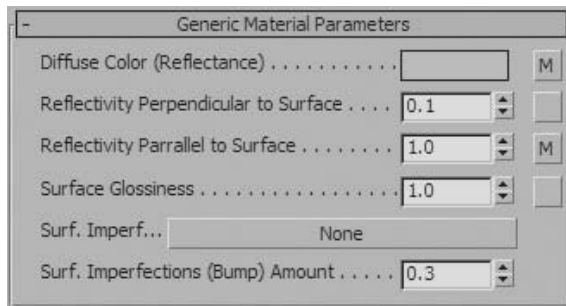 - Generic Material Parameters
Diffuse Color (Reflectance) . . . . . . . . . . . M
Reflectivity Perpendicular to Surface . . . . 0.1
Reflectivity Parrallel to Surface . . . . . . . . 1.0 M
Surface Glossiness . . . . . . . . . . . . . . . . . . 1.0
Surf. Imperf... None
Surf. Imperfections (Bump) Amount . . . . . 0.3